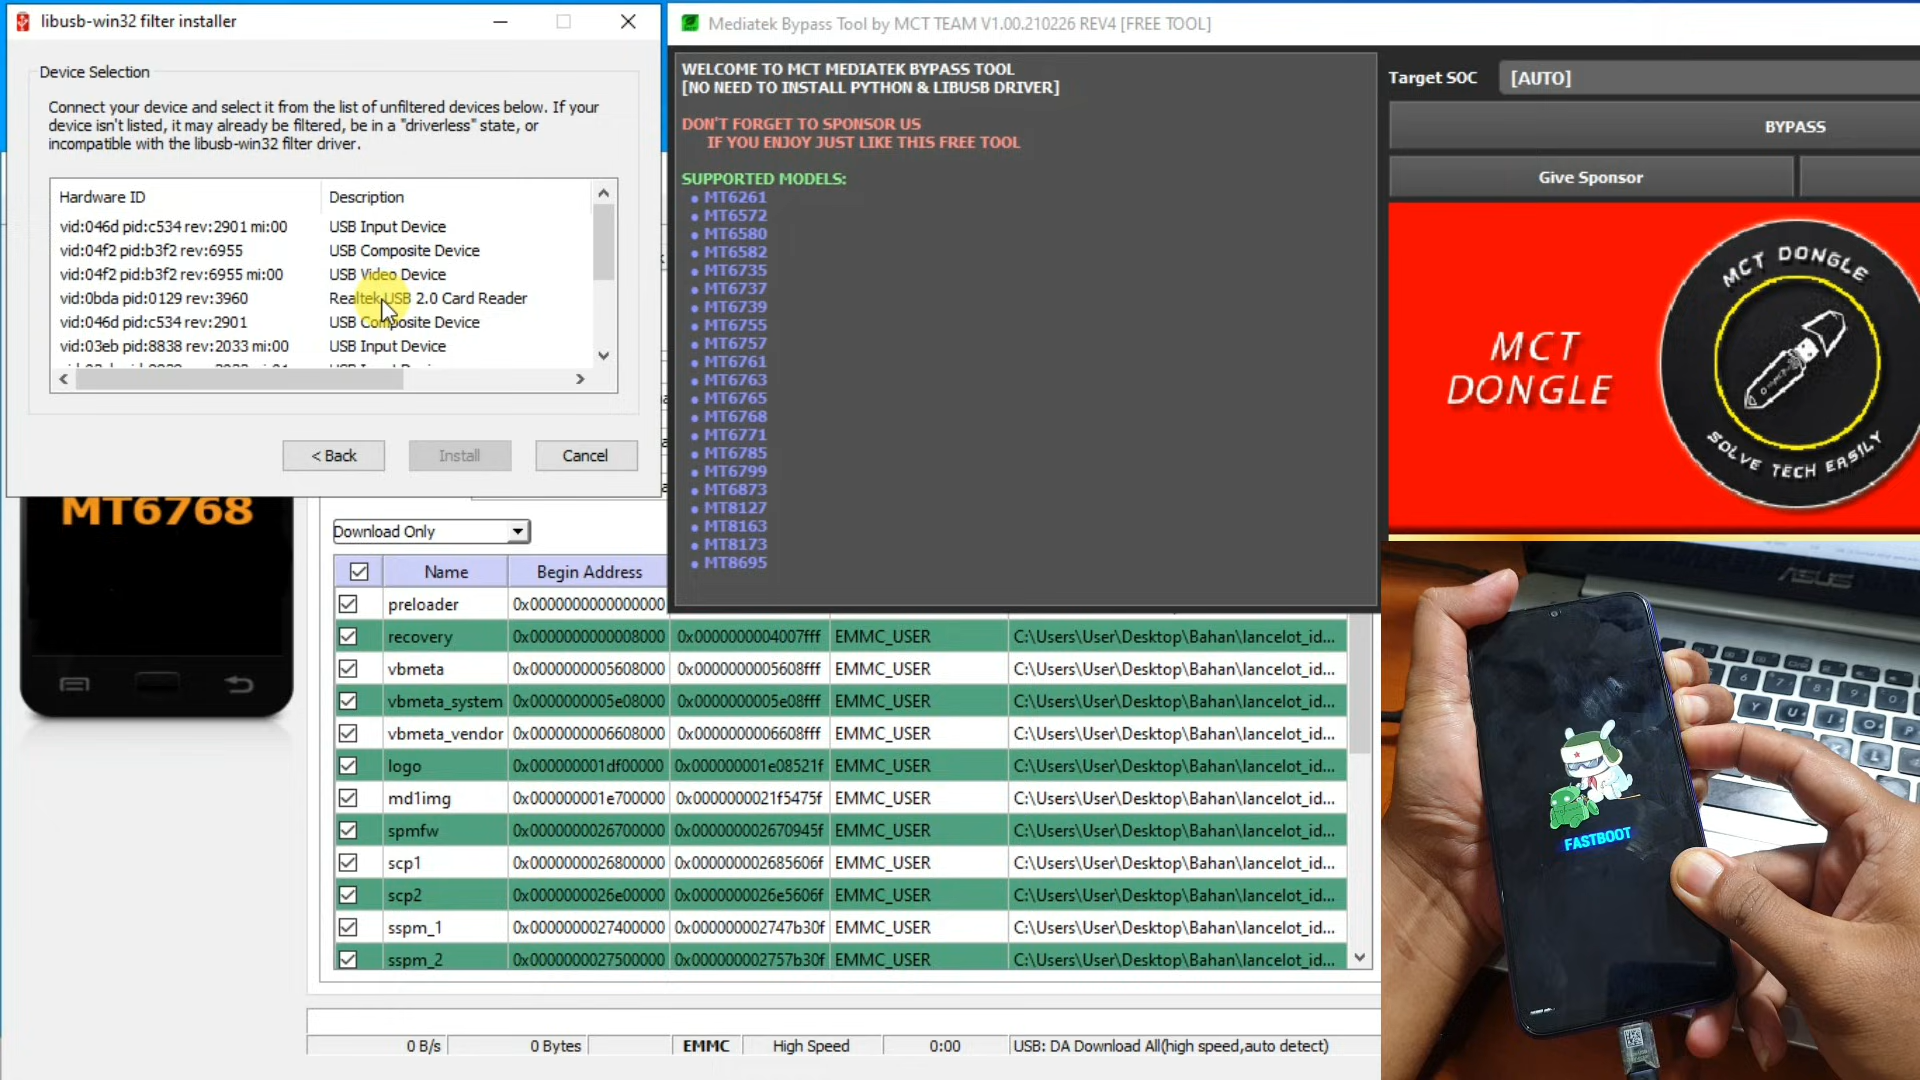 libusb-win32 filter installer
Device Selection
Connect your device and select it from the list of unfiltered devices below. If your
device isn't listed, it may already be filtered, be in a "driverless" state, or
incompatible with the libusb-win32 filter driver.
Hardware ID Description
vid:046d pid:c534 rev:2901 mi:00 USB Input Device
vid:04f2 pid:b3f2 rev:6955 USB Composite Device
vid:04f2 pid:b3f2 rev:6955 mi:00 USB Video Device
vid:0bda pid:0129 rev:3960 Realtek USB 2.0 Card Reader
vid:046d pid:c534 rev:2901 USB Composite Device
vid:03eb pid:8838 rev:2033 mi:00 USB Input Device
< Back Install Cancel
Mediatek Bypass Tool by MCT TEAM V1.00.210226 REV4 [FREE TOOL]
WELCOME TO MCT MEDIATEK BYPASS TOOL
[NO NEED TO INSTALL PYTHON & LIBUSB DRIVER]
DON'T FORGET TO SPONSOR US
IF YOU ENJOY JUST LIKE THIS FREE TOOL
SUPPORTED MODELS:
• MT6261
• MT6572
• MT6580
• MT6582
• MT6735
• MT6737
• MT6739
• MT6755
• MT6757
• MT6761
• MT6763
• MT6765
• MT6768
• MT6771
• MT6785
• MT6799
• MT6873
• MT8127
• MT8163
• MT8173
• MT8695
Target SOC [AUTO]
BYPASS
Give Sponsor
MCT
DONGLE
MCT DONGLE
SOLVE TECH EASILY
MT6768
Download Only
Name Begin Address
preloader 0x0000000000000000
recovery 0x0000000000008000 0x0000000004007fff EMMC_USER C:\Users\User\Desktop\Bahan\lancelot_id...
vbmeta 0x0000000005608000 0x0000000005608fff EMMC_USER C:\Users\User\Desktop\Bahan\lancelot_id...
vbmeta_system 0x0000000005e08000 0x0000000005e08fff EMMC_USER C:\Users\User\Desktop\Bahan\lancelot_id...
vbmeta_vendor 0x0000000006608000 0x0000000006608fff EMMC_USER C:\Users\User\Desktop\Bahan\lancelot_id...
logo 0x000000001df00000 0x000000001e08521f EMMC_USER C:\Users\User\Desktop\Bahan\lancelot_id...
md1img 0x000000001e700000 0x0000000021f5475f EMMC_USER C:\Users\User\Desktop\Bahan\lancelot_id...
spmfw 0x0000000026700000 0x000000002670945f EMMC_USER C:\Users\User\Desktop\Bahan\lancelot_id...
scp1 0x0000000026800000 0x000000002685606f EMMC_USER C:\Users\User\Desktop\Bahan\lancelot_id...
scp2 0x0000000026e00000 0x0000000026e5606f EMMC_USER C:\Users\User\Desktop\Bahan\lancelot_id...
sspm_1 0x0000000027400000 0x000000002747b30f EMMC_USER C:\Users\User\Desktop\Bahan\lancelot_id...
sspm_2 0x0000000027500000 0x000000002757b30f EMMC_USER C:\Users\User\Desktop\Bahan\lancelot_id...
0 B/s 0 Bytes EMMC High Speed 0:00 USB: DA Download All(high speed,auto detect)
ASUS
FASTBOOT